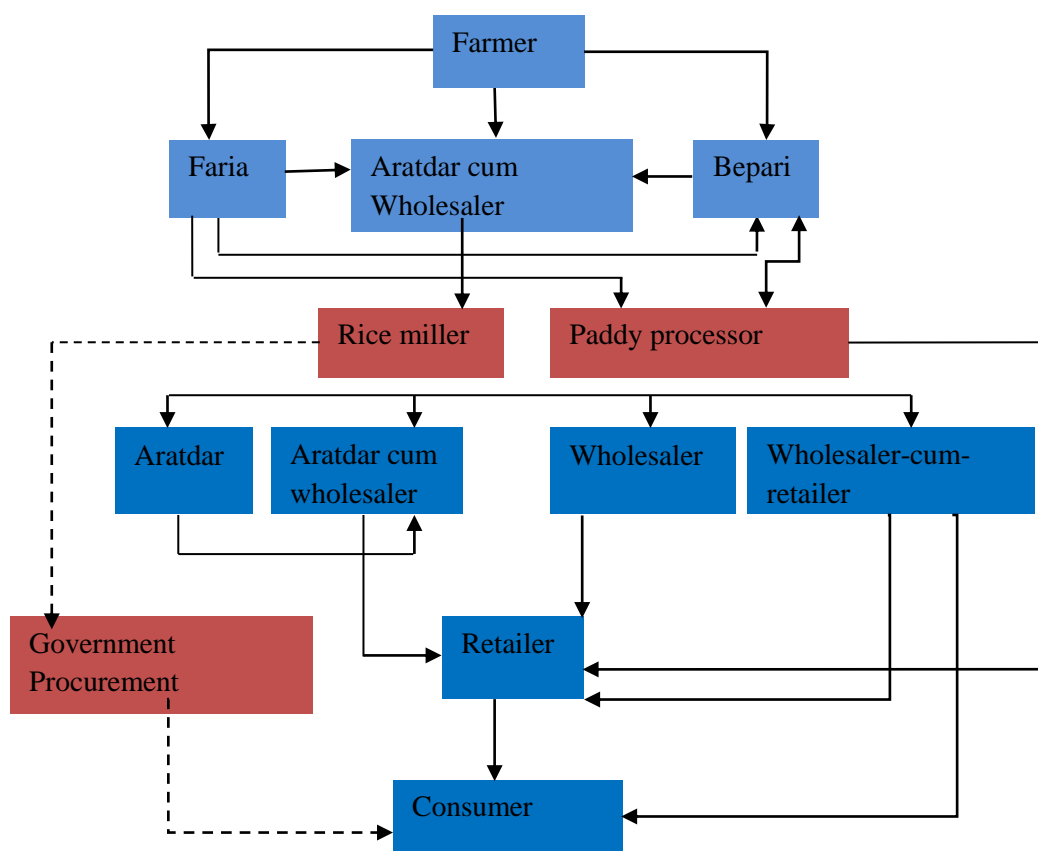 Farmer
Faria
Aratdar cum
Wholesaler
Bepari
Rice miller
Paddy processor
Aratdar
Aratdar cum
wholesaler
Wholesaler
Wholesaler-cum-
retailer
Government
Procurement
Retailer
Consumer